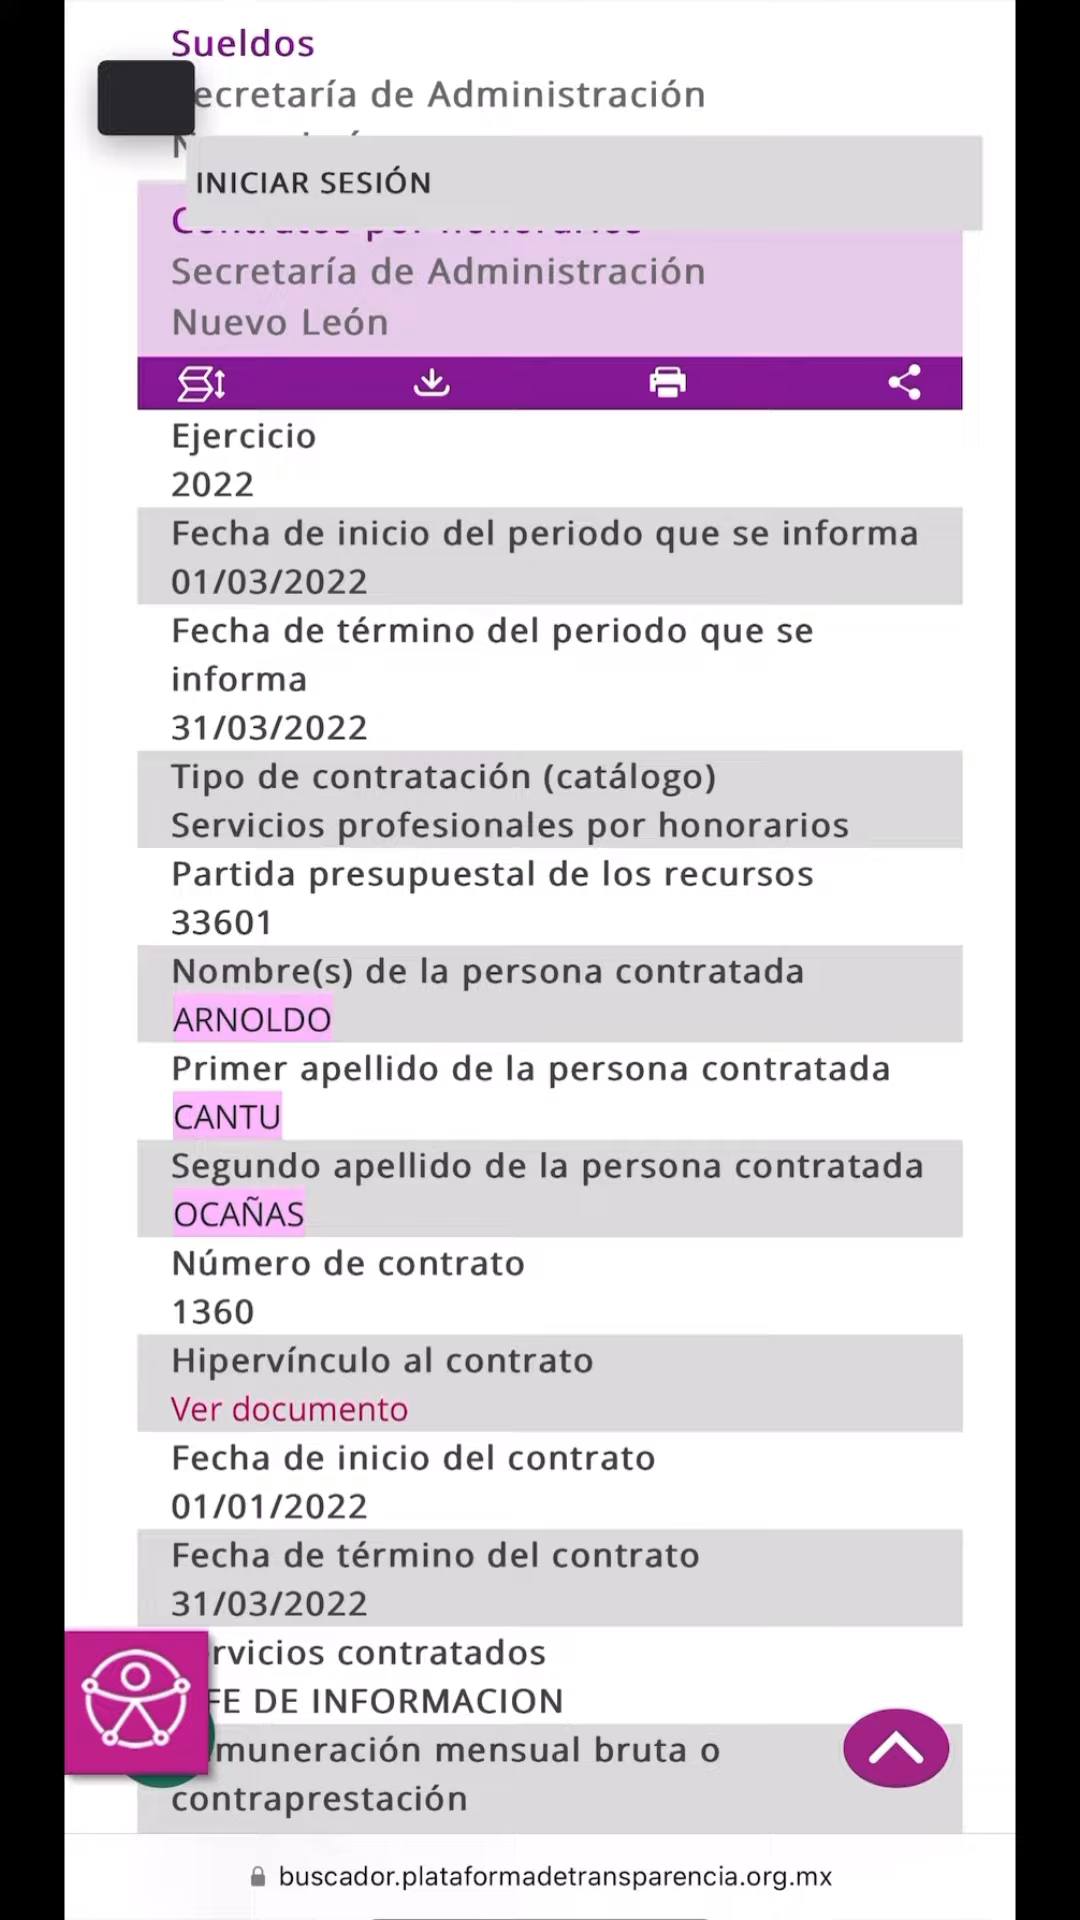 Sueldos
ecretaría de Administración
INICIAR SESIÓN
Contratos por honorarios
Secretaría de Administración
Nuevo León
Ejercicio
2022
Fecha de inicio del periodo que se informa
01/03/2022
Fecha de término del periodo que se
informa
31/03/2022
Tipo de contratación (catálogo)
Servicios profesionales por honorarios
Partida presupuestal de los recursos
33601
Nombre(s) de la persona contratada
ARNOLDO
Primer apellido de la persona contratada
CANTU
Segundo apellido de la persona contratada
OCAÑAS
Número de contrato
1360
Hipervínculo al contrato
Ver documento
Fecha de inicio del contrato
01/01/2022
Fecha de término del contrato
31/03/2022
rvicios contratados
FE DE INFORMACION
muneración mensual bruta o
contraprestación
buscador.plataformadetransparencia.org.mx